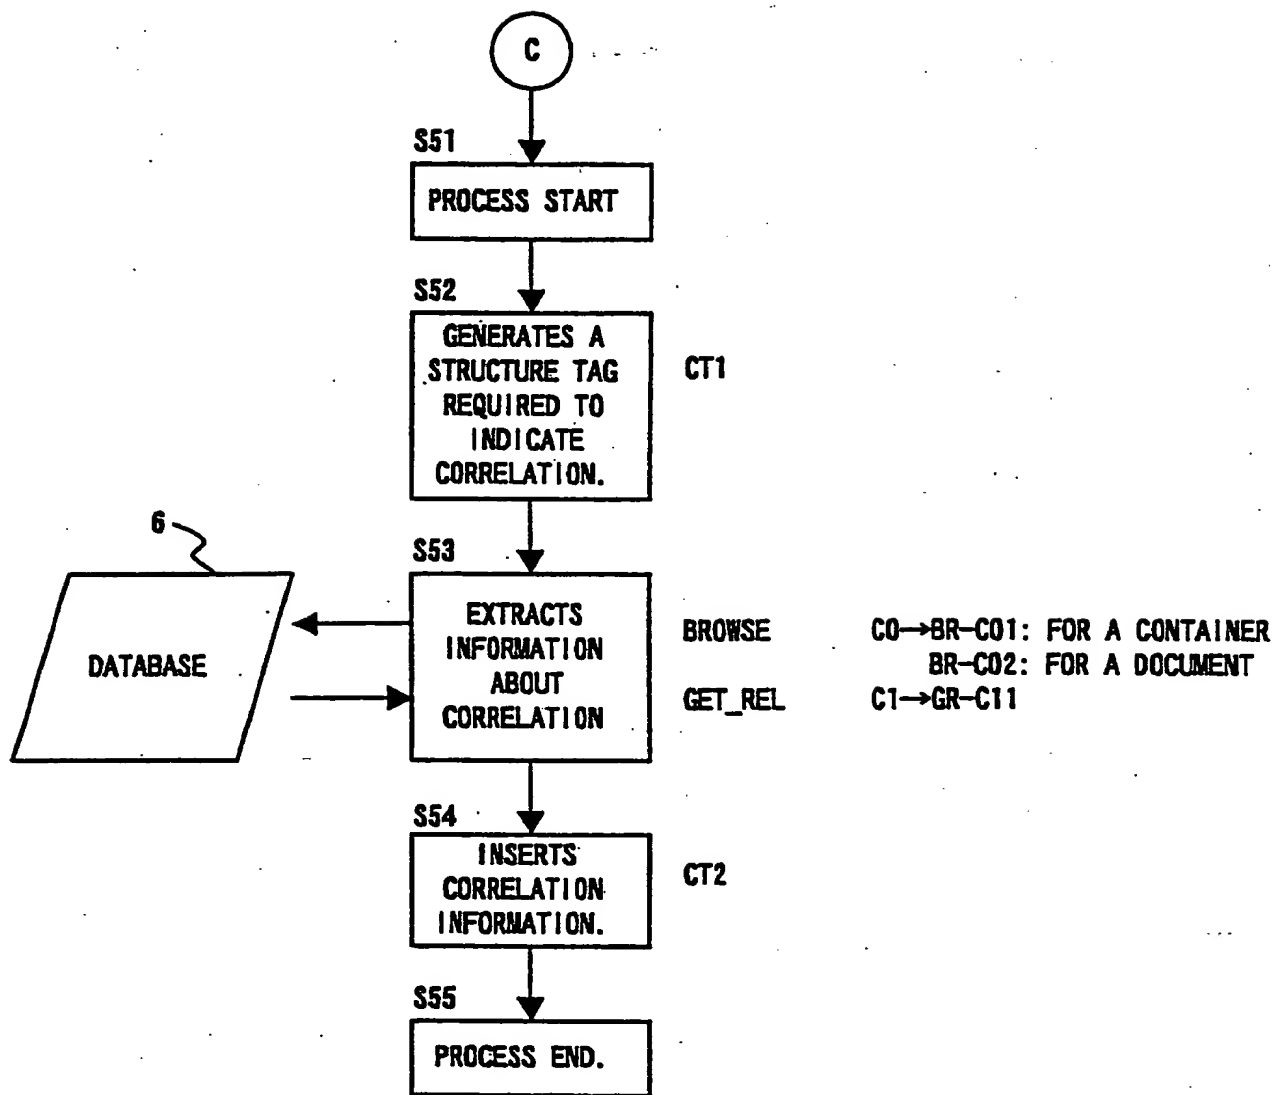 C
S51
PROCESS START
S52
GENERATES A
STRUCTURE TAG
REQUIRED TO
INDICATE
CORRELATION.
CT1
6
DATABASE
S53
EXTRACTS
INFORMATION
ABOUT
CORRELATION
BROWSE C0→BR-C01: FOR A CONTAINER
BR-C02: FOR A DOCUMENT
GET_REL C1→GR-C11
S54
INSERTS
CORRELATION
INFORMATION.
CT2
S55
PROCESS END.